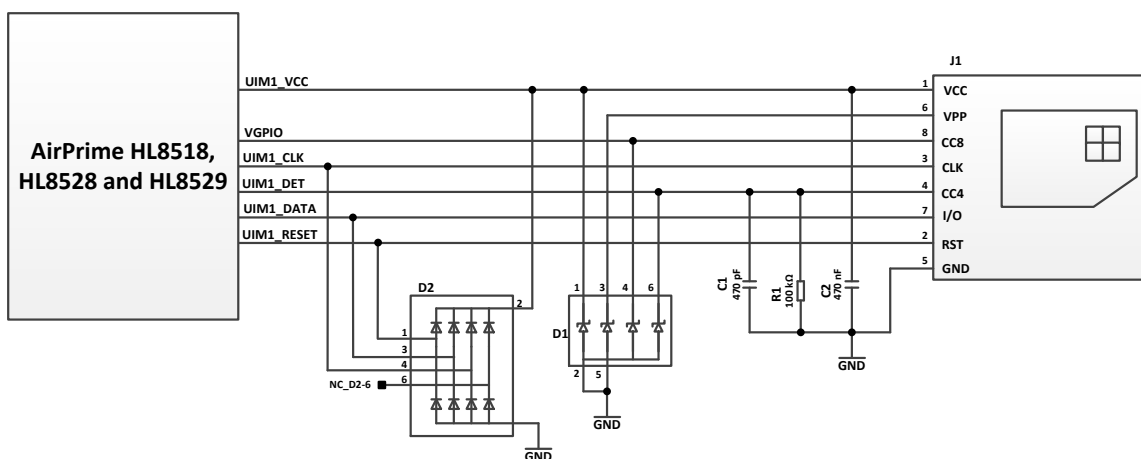 J1
UIM1_VCC
1
VCC
6
VPP
VGPIO
8
CC8
AirPrime HL8518,
HL8528 and HL8529
UIM1_CLK
3
CLK
UIM1_DET
4
CC4
UIM1_DATA
7
I/O
UIM1_RESET
2
RST
5
GND
C1
470 pF
R1
100 kΩ
C2
470 nF
D2
2
1
3
4
6
NC_D2-6
GND
1
3
4
6
D1
2
5
GND
GND